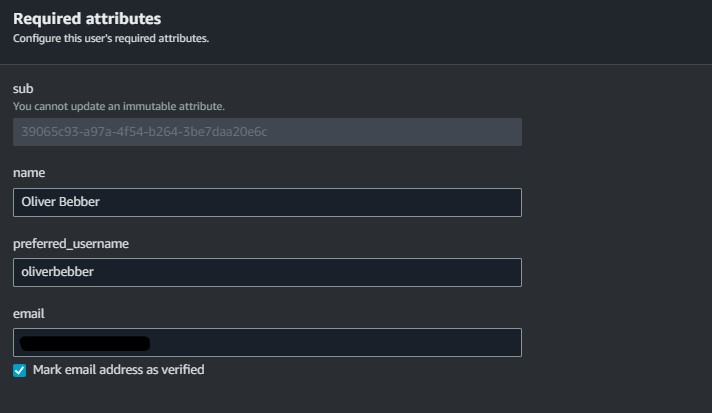 Required attributes
Configure this user's required attributes.
sub
You cannot update an immutable attribute.
39065c93-a97a-4f54-b264-3be7daa20e6c
name
Oliver Bebber
preferred_username
oliverbebber
email
Mark email address as verified